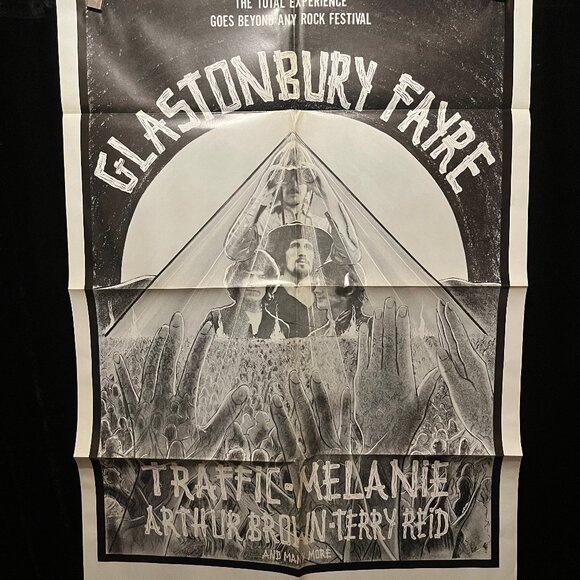 THE TOTAL EXPERIENCE
GOES BEYOND ANY ROCK FESTIVAL
GLASTONBURY FAYRE
TRAFFIC-MELANIE
ARTHUR BROWN-TERRY REID
AND MANY MORE